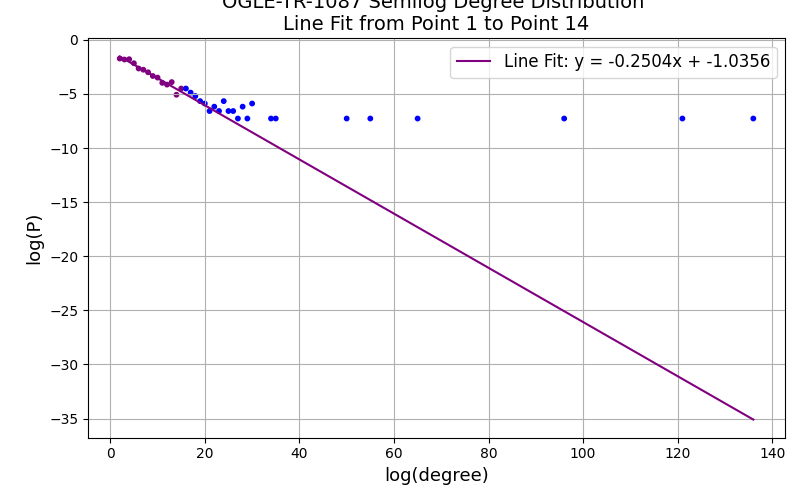 OGLE-TR-1087 Semilog Degree Distribution
Line Fit from Point 1 to Point 14
Line Fit: y = -0.2504x + -1.0356
0
−5
−10
−15
−20
−25
−30
−35
log(P)
0 20 40 60 80 100 120 140
log(degree)